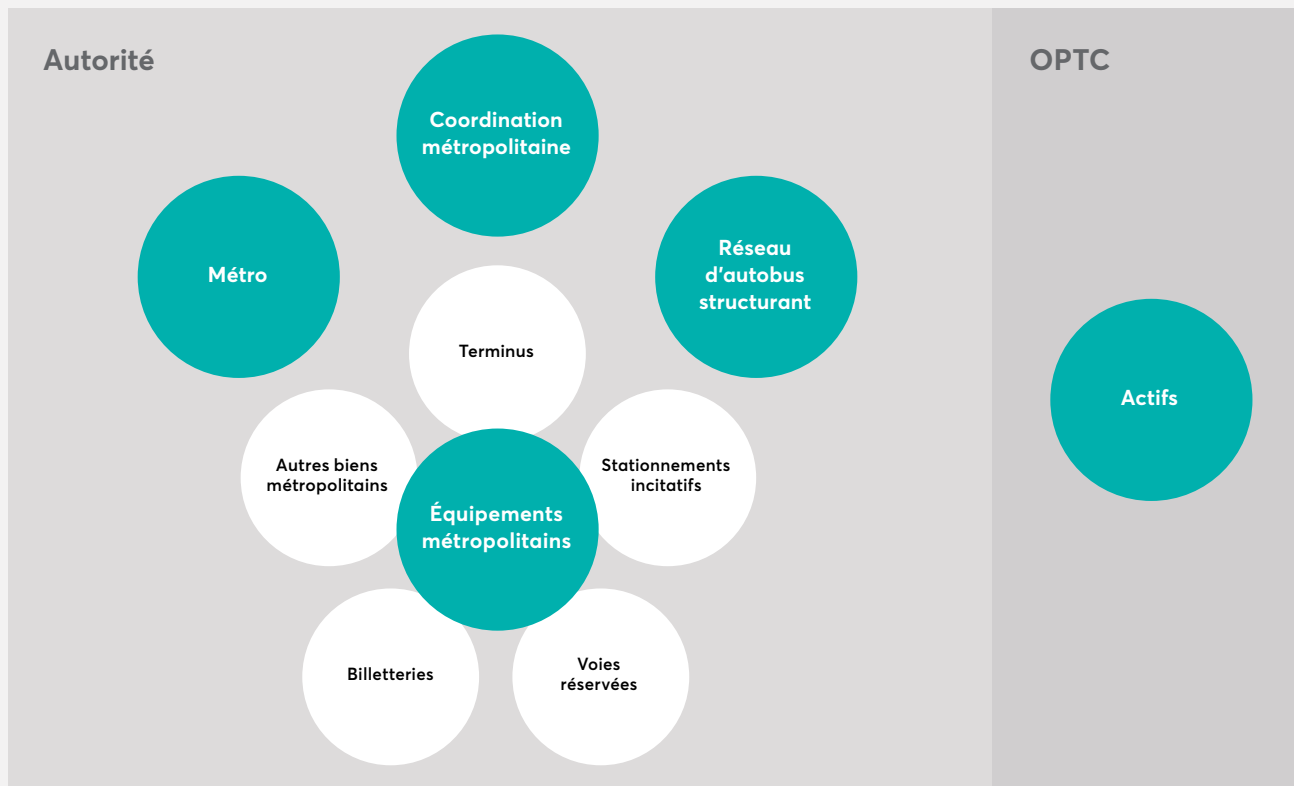 Autorité
OPTC
Coordination
métropolitaine
Métro
Réseau
d'autobus
structurant
Terminus
Actifs
Autres biens
métropolitains
Stationnements
incitatifs
Équipements
métropolitains
Billetteries
Voies
réservées